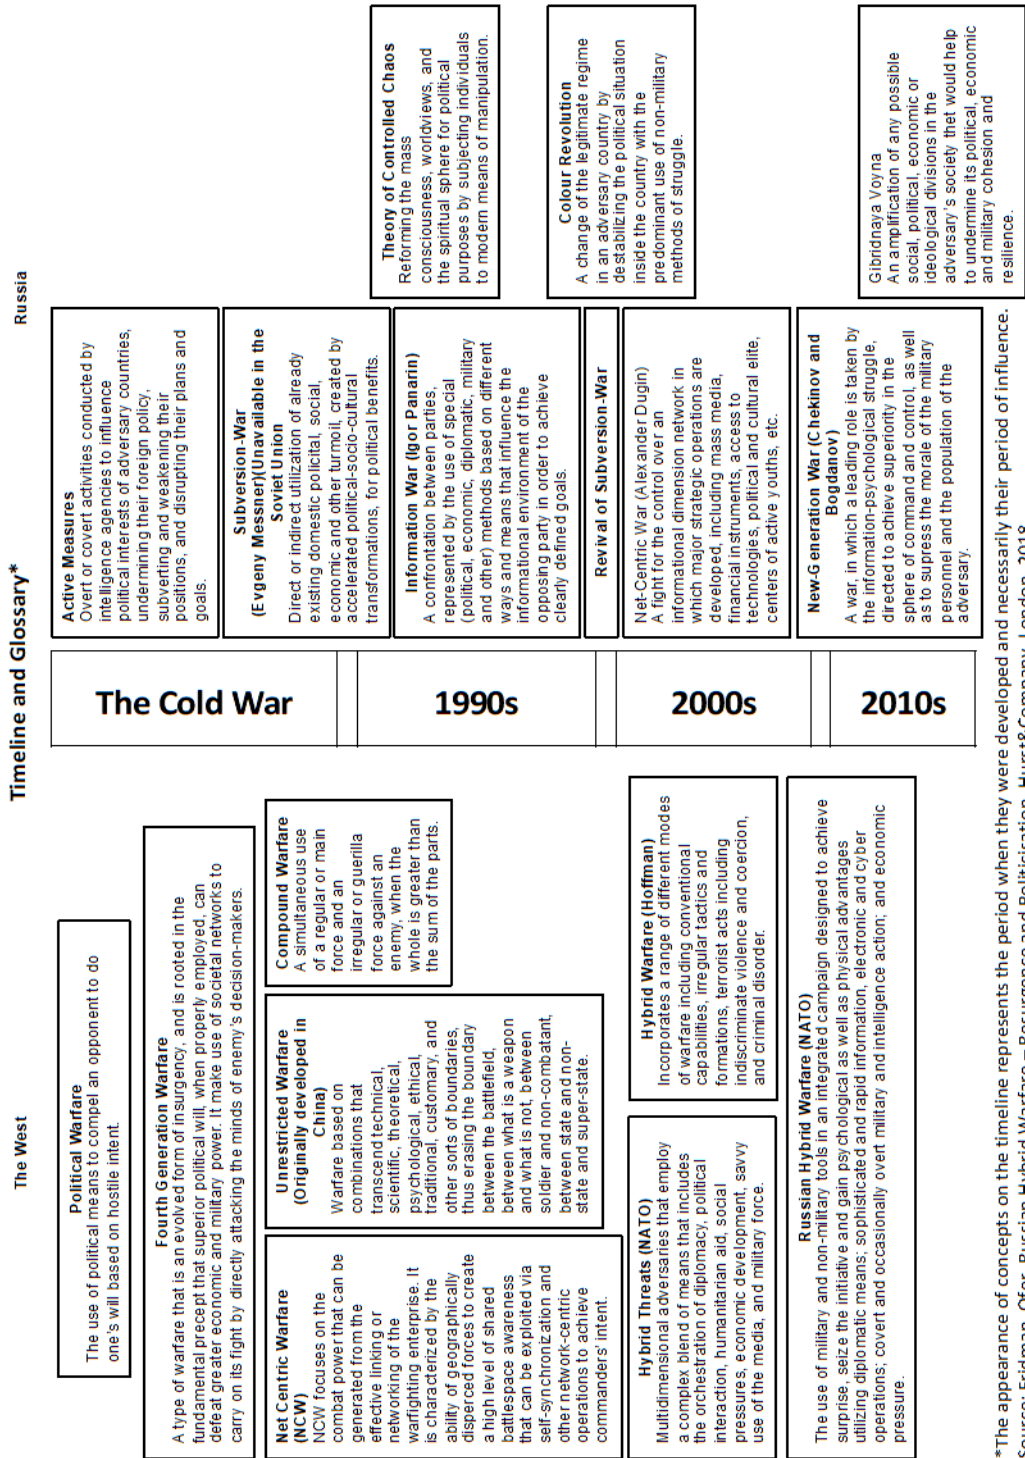 Timeline and Glossary*
The West
Russia
Political Warfare
The use of political means to compel an opponent to do
one's will based on hostile intent.
Fourth Generation Warfare
A type of warfare that is an evolved form of insurgency, and is rooted in the
fundamental precept that superior political will, when properly employed, can
defeat greater economic and military power. It make use of societal networks to
carry on its fight by directly attacking the minds of enemy's decision-makers.
Net Centric Warfare
(NCW)
NCW focuses on the
combat power that can be
generated from the
effective linking or
networking of the
warfighting enterprise. It
is characterized by the
ability of geographically
dispersed forces to create
a high level of shared
battlespace awareness
that can be exploited via
self-synchronization and
other network-centric
operations to achieve
commanders' intent.
Unrestricted Warfare
(Originally developed in
China)
Warfare based on
combinations that
transcend technical,
scientific, theoretical,
psychological, ethical,
traditional, customary, and
other sorts of boundaries,
thus erasing the boundary
between the battlefield,
between what is a weapon
and what is not, between
soldier and non-combatant,
between state and non-
state and super-state.
Compound Warfare
A simultaneous use
of a regular or main
force and an
irregular or guerilla
force against an
enemy, when the
whole is greater than
the sum of the parts.
Hybrid Threats (NATO)
Multidimensional adversaries that employ
a complex blend of means that includes
the orchestration of diplomacy, political
interaction, humanitarian aid, social
pressures, economic development, savvy
use of the media, and military force.
Hybrid Warfare (Hoffman)
Incorporates a range of different modes
of warfare including conventional
capabilities, irregular tactics and
formations, terrorist acts including
indiscriminate violence and coercion,
and criminal disorder.
Russian Hybrid Warfare (NATO)
The use of military and non-military tools in an integrated campaign designed to achieve
surprise, seize the initiative and gain psychological as well as physical advantages
utilizing diplomatic means; sophisticated and rapid information, electronic and cyber
operations; covert and occasionally overt military and intelligence action; and economic
pressure.
The Cold War
1990s
2000s
2010s
Active Measures
Overt or covert activities conducted by
intelligence agencies to influence
political interests of adversary countries,
undermining their foreign policy,
subverting and weakening their
positions, and disrupting their plans and
goals.
Subversion-War
(Evgeny Messner)(Unavailable in the
Soviet Union
Direct or indirect utilization of already
existing domestic policital, social,
economic and other turmoil, created by
accelerated political-socio-cultural
transformations, for political benefits.
Information War (Igor Panarin)
A confrontation between parties,
represented by the use of special
(political, economic, diplomatic, military
and other) methods based on different
ways and means that influence the
informational environment of the
opposing party in order to achieve
clearly defined goals.
Revival of Subversion-War
Net-Centric War (Alexander Dugin)
A fight for the control over an
informational dimension network in
which major strategic operations are
developed, including mass media,
financial instruments, access to
technologies, political and cultural elite,
centers of active youths, etc.
New-Generation War (Chekinov and
Bogdanov)
A war, in which a leading role is taken by
the information-psychological struggle,
directed to achieve superiority in the
sphere of command and control, as well
as to supress the morale of the military
personnel and the population of the
adversary.
Theory of Controlled Chaos
Reforming the mass
consciousness, worldviews, and
the spiritual sphere for political
purposes by subjecting individuals
to modern means of manipulation.
Colour Revolution
A change of the legitimate regime
in an adversary country by
destabilizing the political situation
inside the country with the
predominant use of non-military
methods of struggle.
Gibridnaya Voyna
An amplification of any possible
social, political, economic or
ideological divisions in the
adversary's society thet would help
to undermine its political, economic
and military cohesion and
resilience.
*The appearance of concepts on the timeline represents the period when they were developed and necessarily their period of influence.
Source: Fridman, Ofer. Russian Hybrid Warfare – Resurgence and Politicisation, Hurst&Company, London, 2018